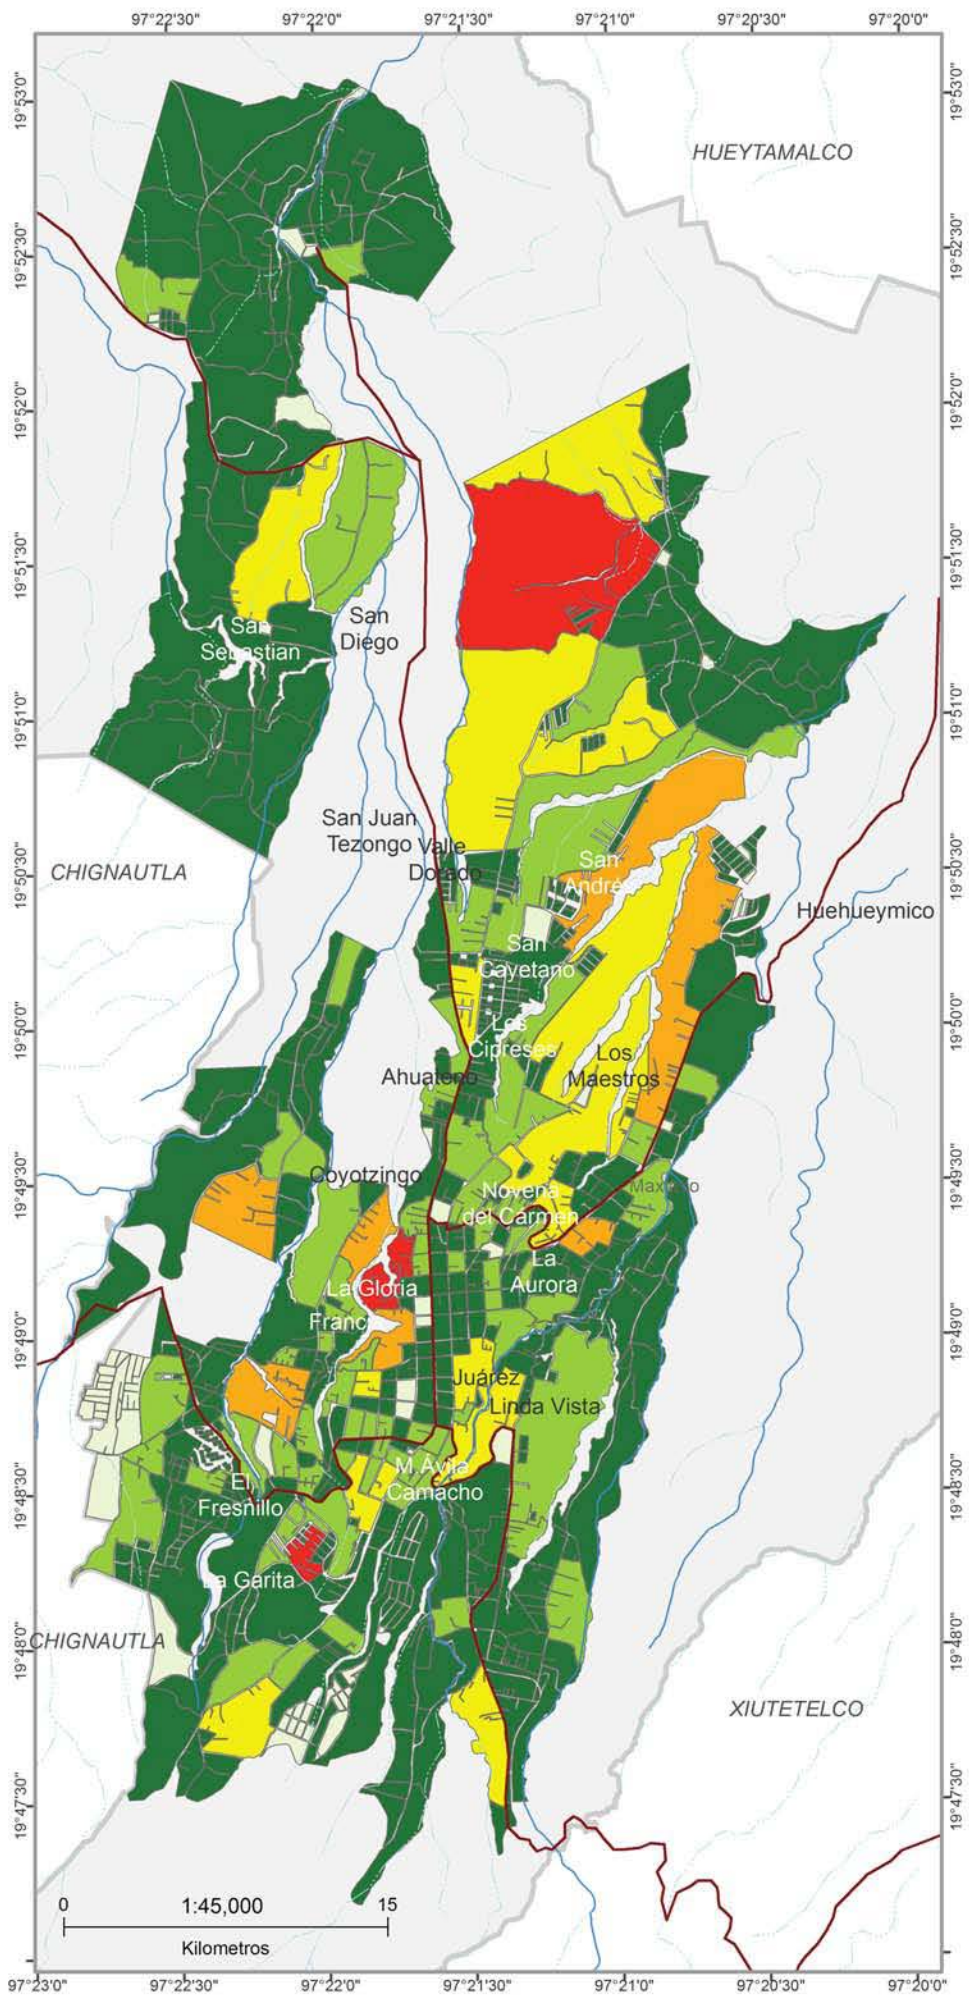 97°22'30"
97°22'0"
97°21'30"
97°21'0"
97°20'30"
97°20'0"
19°53'0"
19°53'0"
HUEYTAMALCO
19°52'30"
19°52'30"
19°52'0"
19°52'0"
19°51'30"
19°51'30"
San
Diego
San
Sebastian
19°51'0"
19°51'0"
San Juan
Tezongo
Valle
Dorado
San
Andrés
CHIGNAUTLA
19°50'30"
19°50'30"
Huehueymico
San
Cayetano
19°50'0"
19°50'0"
Los
Cipreses
Los
Maestros
Ahuateno
Coyotzingo
19°49'30"
19°49'30"
Novena
del Carmen
La
Aurora
La Gloria
Francia
19°49'0"
19°49'0"
Juárez
Linda Vista
M.Avila
Camacho
El
Fresnillo
19°48'30"
19°48'30"
La Garita
CHIGNAUTLA
19°48'0"
19°48'0"
XIUTETELCO
19°47'30"
19°47'30"
0 1:45,000 15
Kilometros
97°23'0"
97°22'30"
97°22'0"
97°21'30"
97°21'0"
97°20'30"
97°20'0"